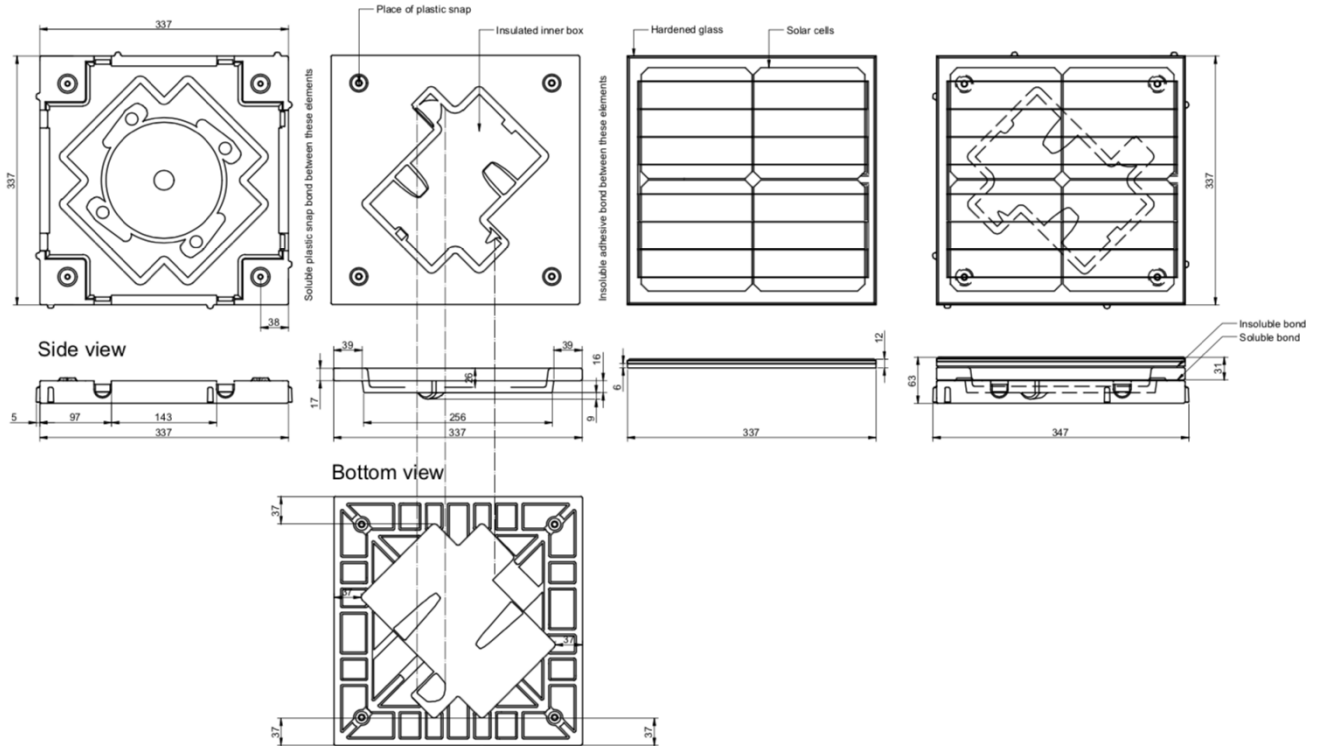 Place of plastic snap
Insulated inner box
Hardened glass
Solar cells
337
337
38
Soluble plastic snap bond between these elements
Insoluble adhesive bond between these elements
337
Side view
5
97
143
337
39
39
16
26
17
9
256
337
12
6
337
Insoluble bond
Soluble bond
63
31
347
Bottom view
37
37
37
37
37